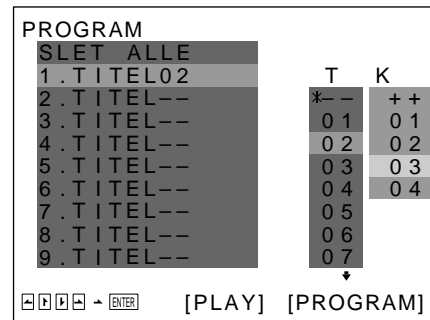 PROGRAM
SLET ALLE
1.TITEL02
2.TITEL––
3.TITEL––
4.TITEL––
5.TITEL––
6.TITEL––
7.TITEL––
8.TITEL––
9.TITEL––
T K
*–– ++
01 01
02 02
03 03
04 04
05
06
07
ENTER [PLAY] [PROGRAM]